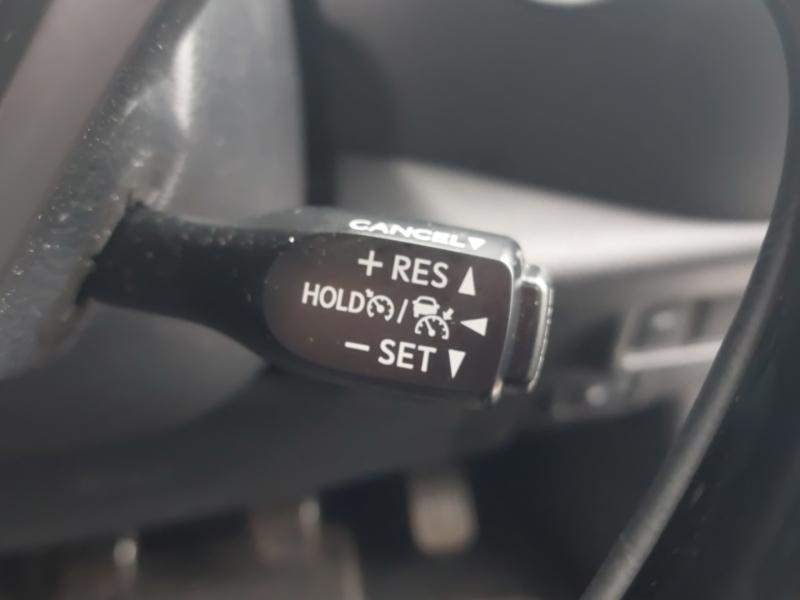 CANCEL▼
+ RES ▲
HOLD / ◀
− SET ▼